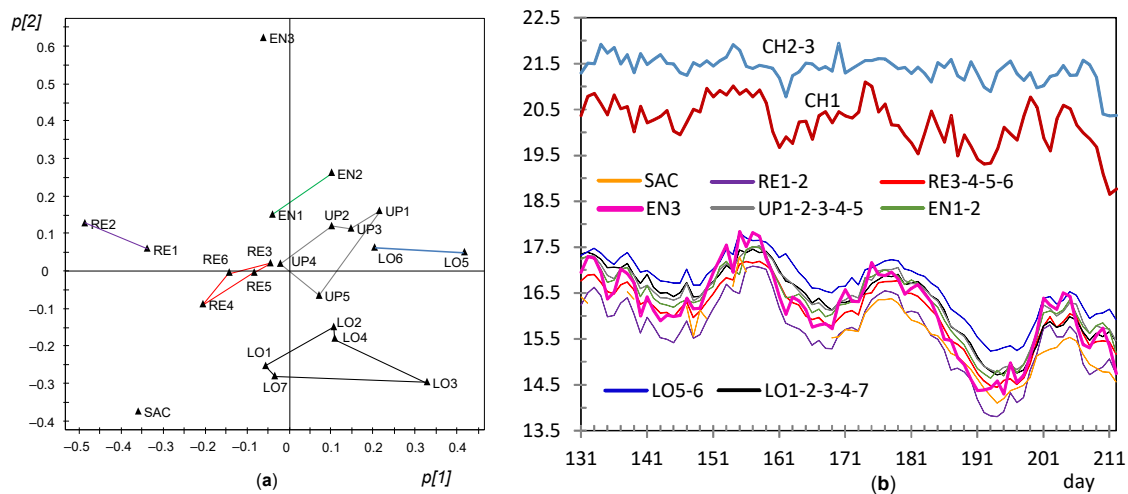 p[2]
0.6
0.5
0.4
0.3
0.2
0.1
0
–0.1
–0.2
–0.3
–0.4
–0.5 –0.4 –0.3 –0.2 –0.1 0 0.1 0.2 0.3 0.4
p[1]
EN3
EN2
EN1
UP2
UP1
UP3
RE2
RE1
RE3
RE6
UP4
LO6
LO5
RE5
RE4
UP5
LO2
LO4
LO1
LO7
LO3
SAC
(a)
22.5
21.5
20.5
19.5
18.5
17.5
16.5
15.5
14.5
13.5
CH2-3
CH1
SAC RE1-2 RE3-4-5-6
EN3 UP1-2-3-4-5 EN1-2
LO5-6 LO1-2-3-4-7
131 141 151 161 171 181 191 201 211
day
(b)